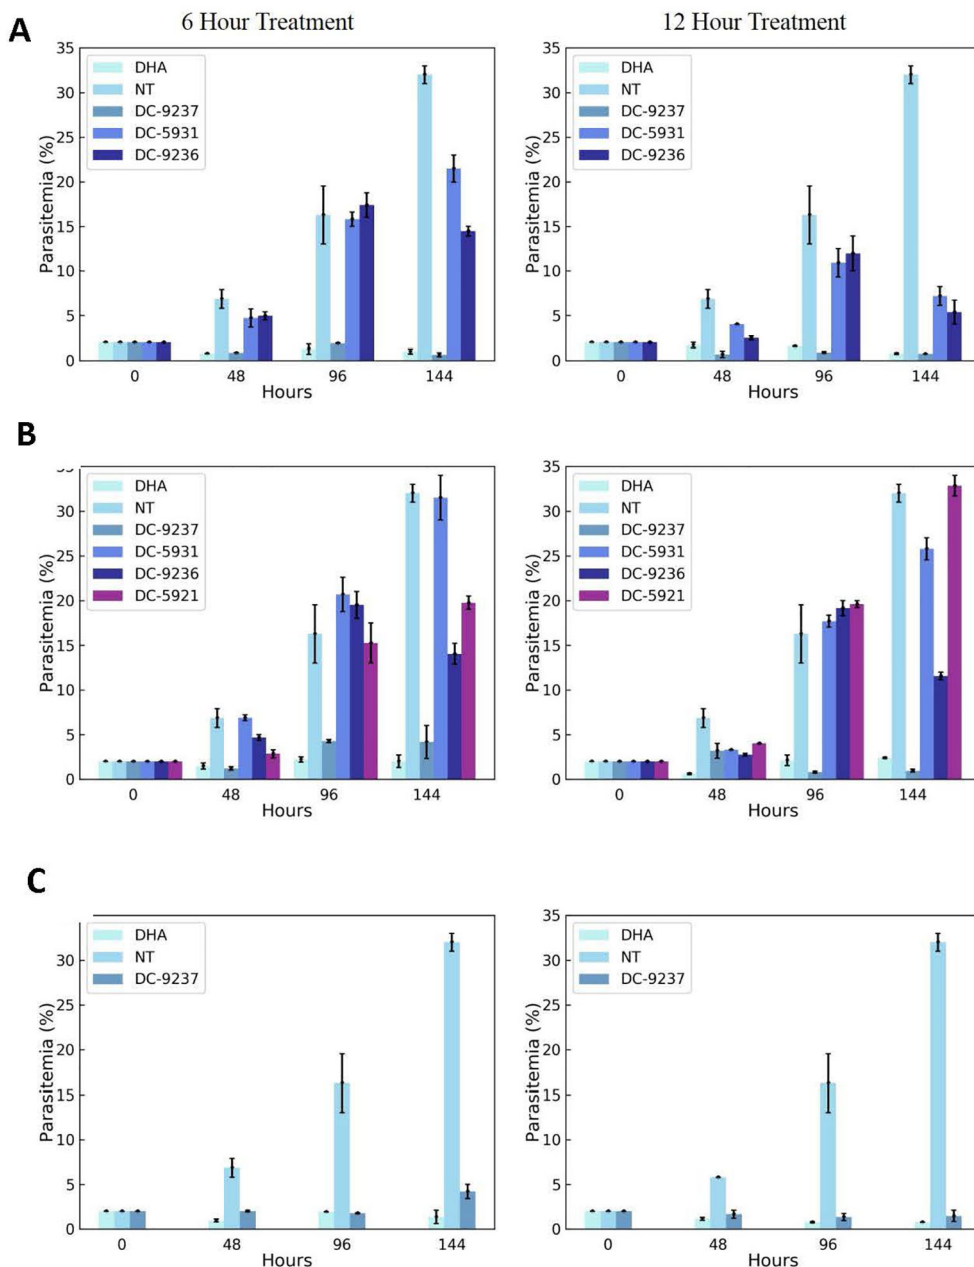 6 Hour Treatment
12 Hour Treatment
A
35
30
25
20
15
10
5
0
Parasitemia (%)
DHA
NT
DC-9237
DC-5931
DC-9236
0 48 96 144
Hours
35
30
25
20
15
10
5
0
Parasitemia (%)
DHA
NT
DC-9237
DC-5931
DC-9236
0 48 96 144
Hours
B
30
25
20
15
10
5
0
Parasitemia (%)
DHA
NT
DC-9237
DC-5931
DC-9236
DC-5921
0 48 96 144
Hours
35
30
25
20
15
10
5
0
Parasitemia (%)
DHA
NT
DC-9237
DC-5931
DC-9236
DC-5921
0 48 96 144
Hours
C
30
25
20
15
10
5
0
Parasitemia (%)
DHA
NT
DC-9237
0 48 96 144
Hours
35
30
25
20
15
10
5
0
Parasitemia (%)
DHA
NT
DC-9237
0 48 96 144
Hours